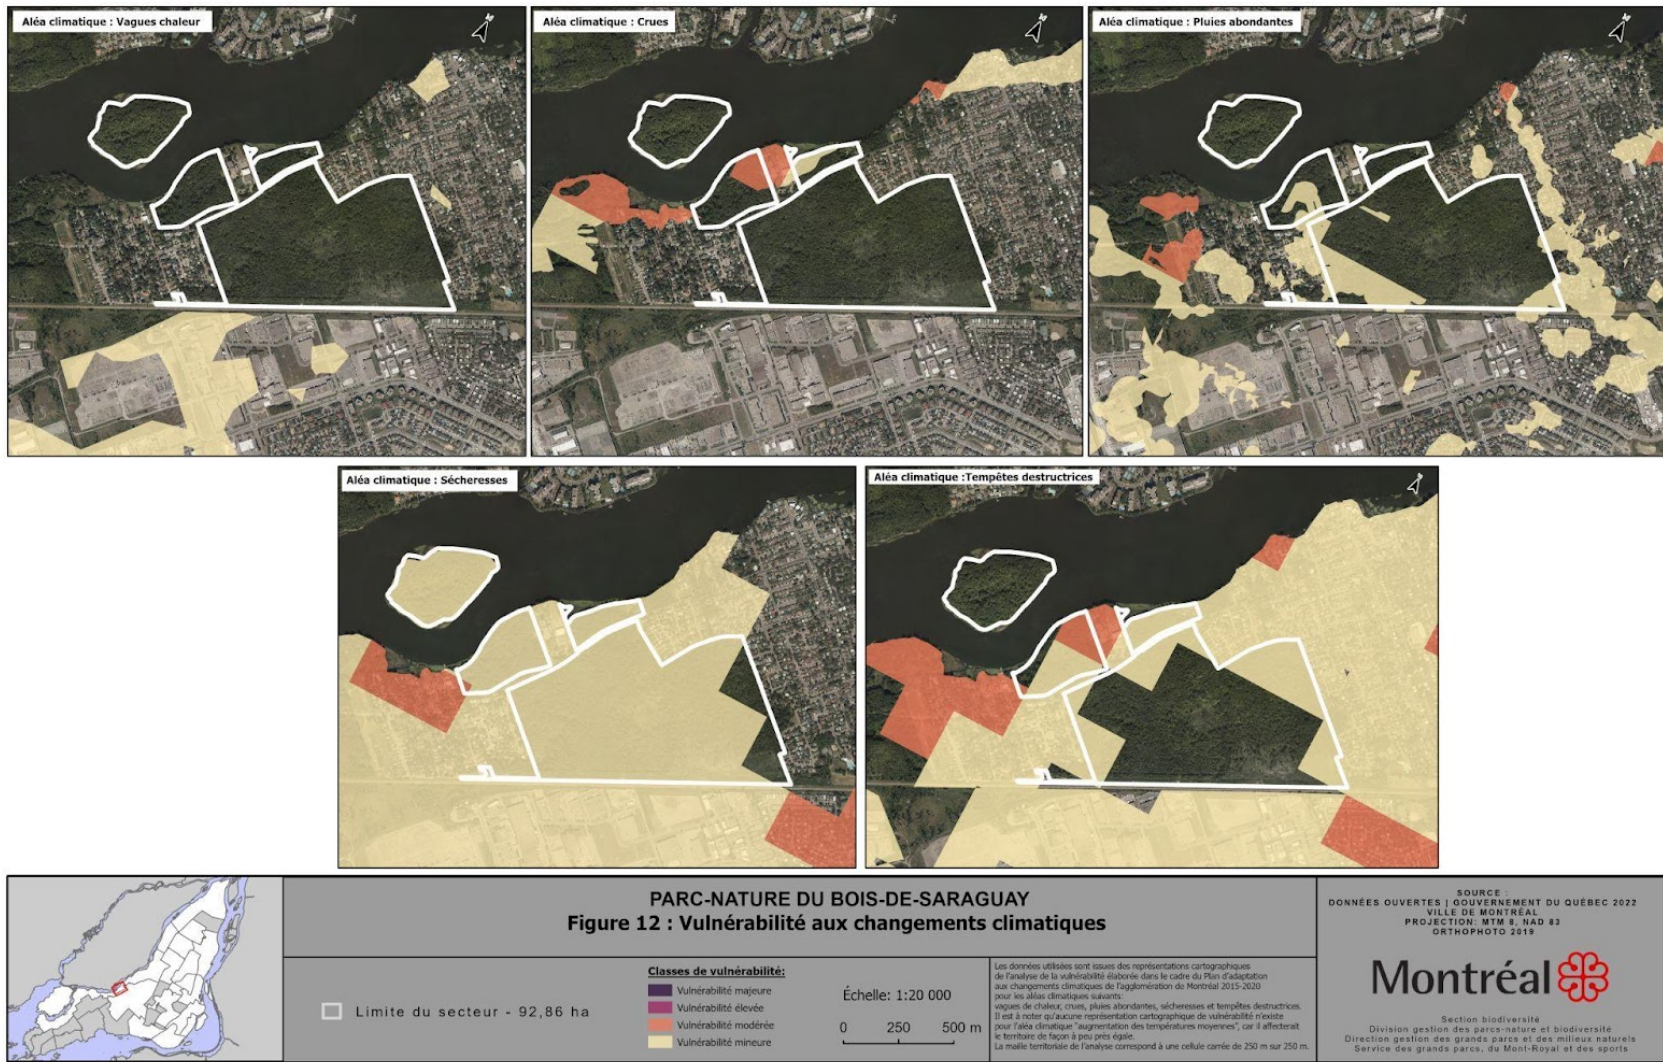 Aléa climatique : Vagues chaleur
Aléa climatique : Crues
Aléa climatique : Pluies abondantes
Aléa climatique : Sécheresses
Aléa climatique :Tempêtes destructrices
PARC-NATURE DU BOIS-DE-SARAGUAY
Figure 12 : Vulnérabilité aux changements climatiques
Limite du secteur - 92,86 ha
Classes de vulnérabilité:
Vulnérabilité majeure
Vulnérabilité élevée
Vulnérabilité modérée
Vulnérabilité mineure
Échelle: 1:20 000
0 250 500 m
Les données utilisées sont issues des représentations cartographiques
de l'analyse de la vulnérabilité élaborée dans le cadre du Plan d'adaptation
aux changements climatiques de l'agglomération de Montréal 2015-2020
pour les aléas climatiques suivants:
vagues de chaleur, crues, pluies abondantes, sécheresses et tempêtes destructrices.
Il est à noter qu'aucune représentation cartographique de vulnérabilité n'existe
pour l'aléa climatique "augmentation des températures moyennes", car il affecterait
le territoire de façon à peu près égale.
La maille territoriale de l'analyse correspond à une cellule carrée de 250 m sur 250 m.
SOURCE :
DONNÉES OUVERTES | GOUVERNEMENT DU QUÉBEC 2022
VILLE DE MONTRÉAL
PROJECTION: MTM 8, NAD 83
ORTHOPHOTO 2019
Montréal
Section biodiversité
Division gestion des parcs-nature et biodiversité
Direction gestion des grands parcs et des milieux naturels
Service des grands parcs, du Mont-Royal et des sports